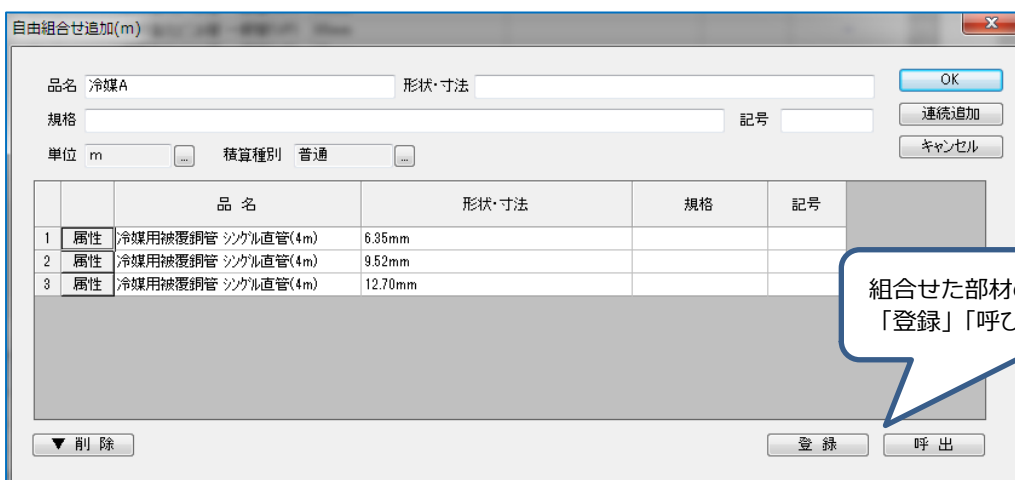 自由組合せ追加(m)
品名 冷媒A 形状・寸法 OK
規格 記号 連続追加
単位 m ... 積算種別 普通 ... キャンセル
品名 形状・寸法 規格 記号
1 属性 冷媒用被覆銅管 ｼﾝｸﾞﾙ直管(4m) 6.35mm
2 属性 冷媒用被覆銅管 ｼﾝｸﾞﾙ直管(4m) 9.52mm
3 属性 冷媒用被覆銅管 ｼﾝｸﾞﾙ直管(4m) 12.70mm
組合せた部材
「登録」「呼び
▼ 削除 登録 呼出